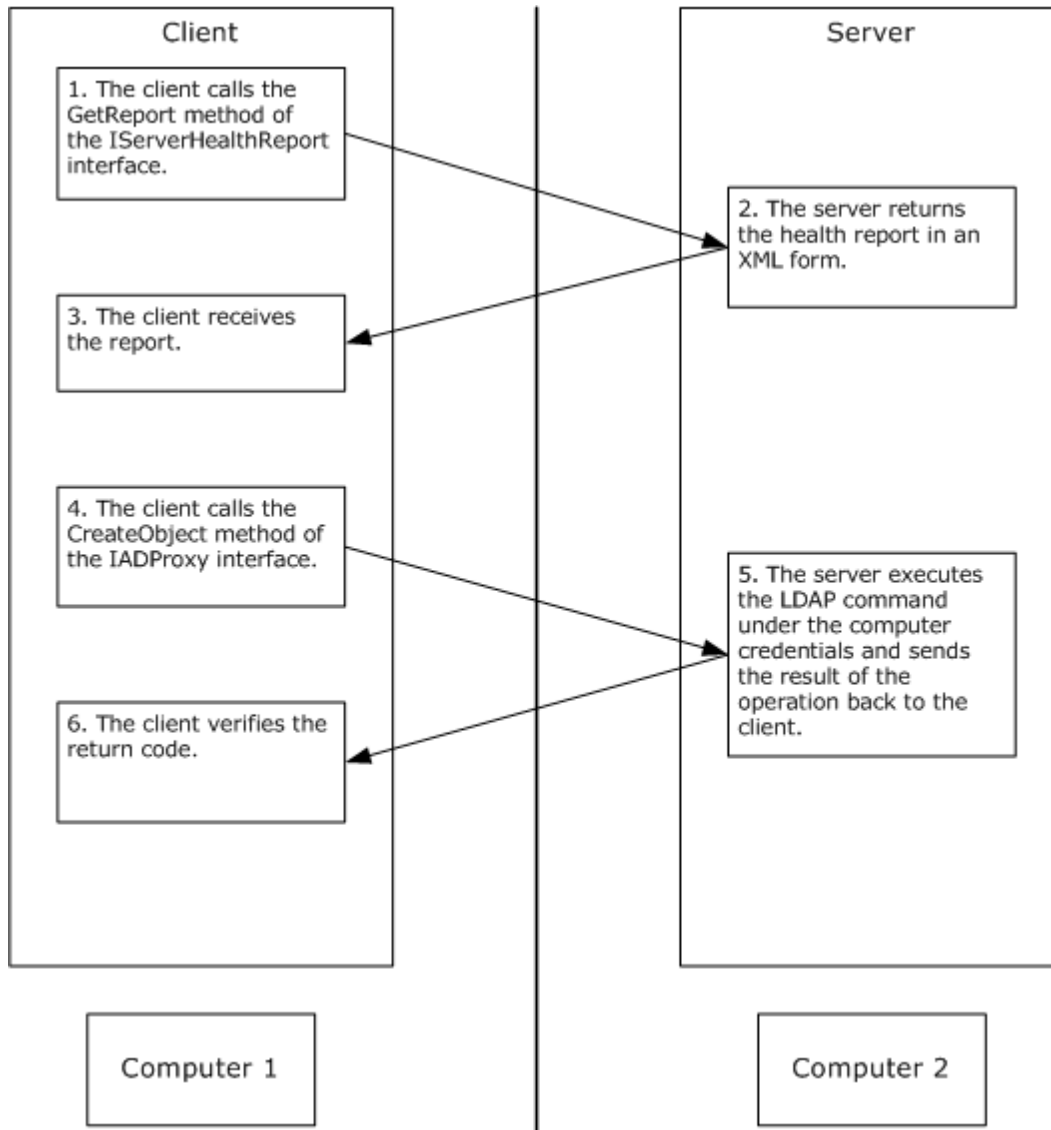 Client
Server
1. The client calls the
GetReport method of
the IServerHealthReport
interface.
2. The server returns
the health report in an
XML form.
3. The client receives
the report.
4. The client calls the
CreateObject method of
the IADProxy interface.
5. The server executes
the LDAP command
under the computer
credentials and sends
the result of the
operation back to the
client.
6. The client verifies the
return code.
Computer 1
Computer 2